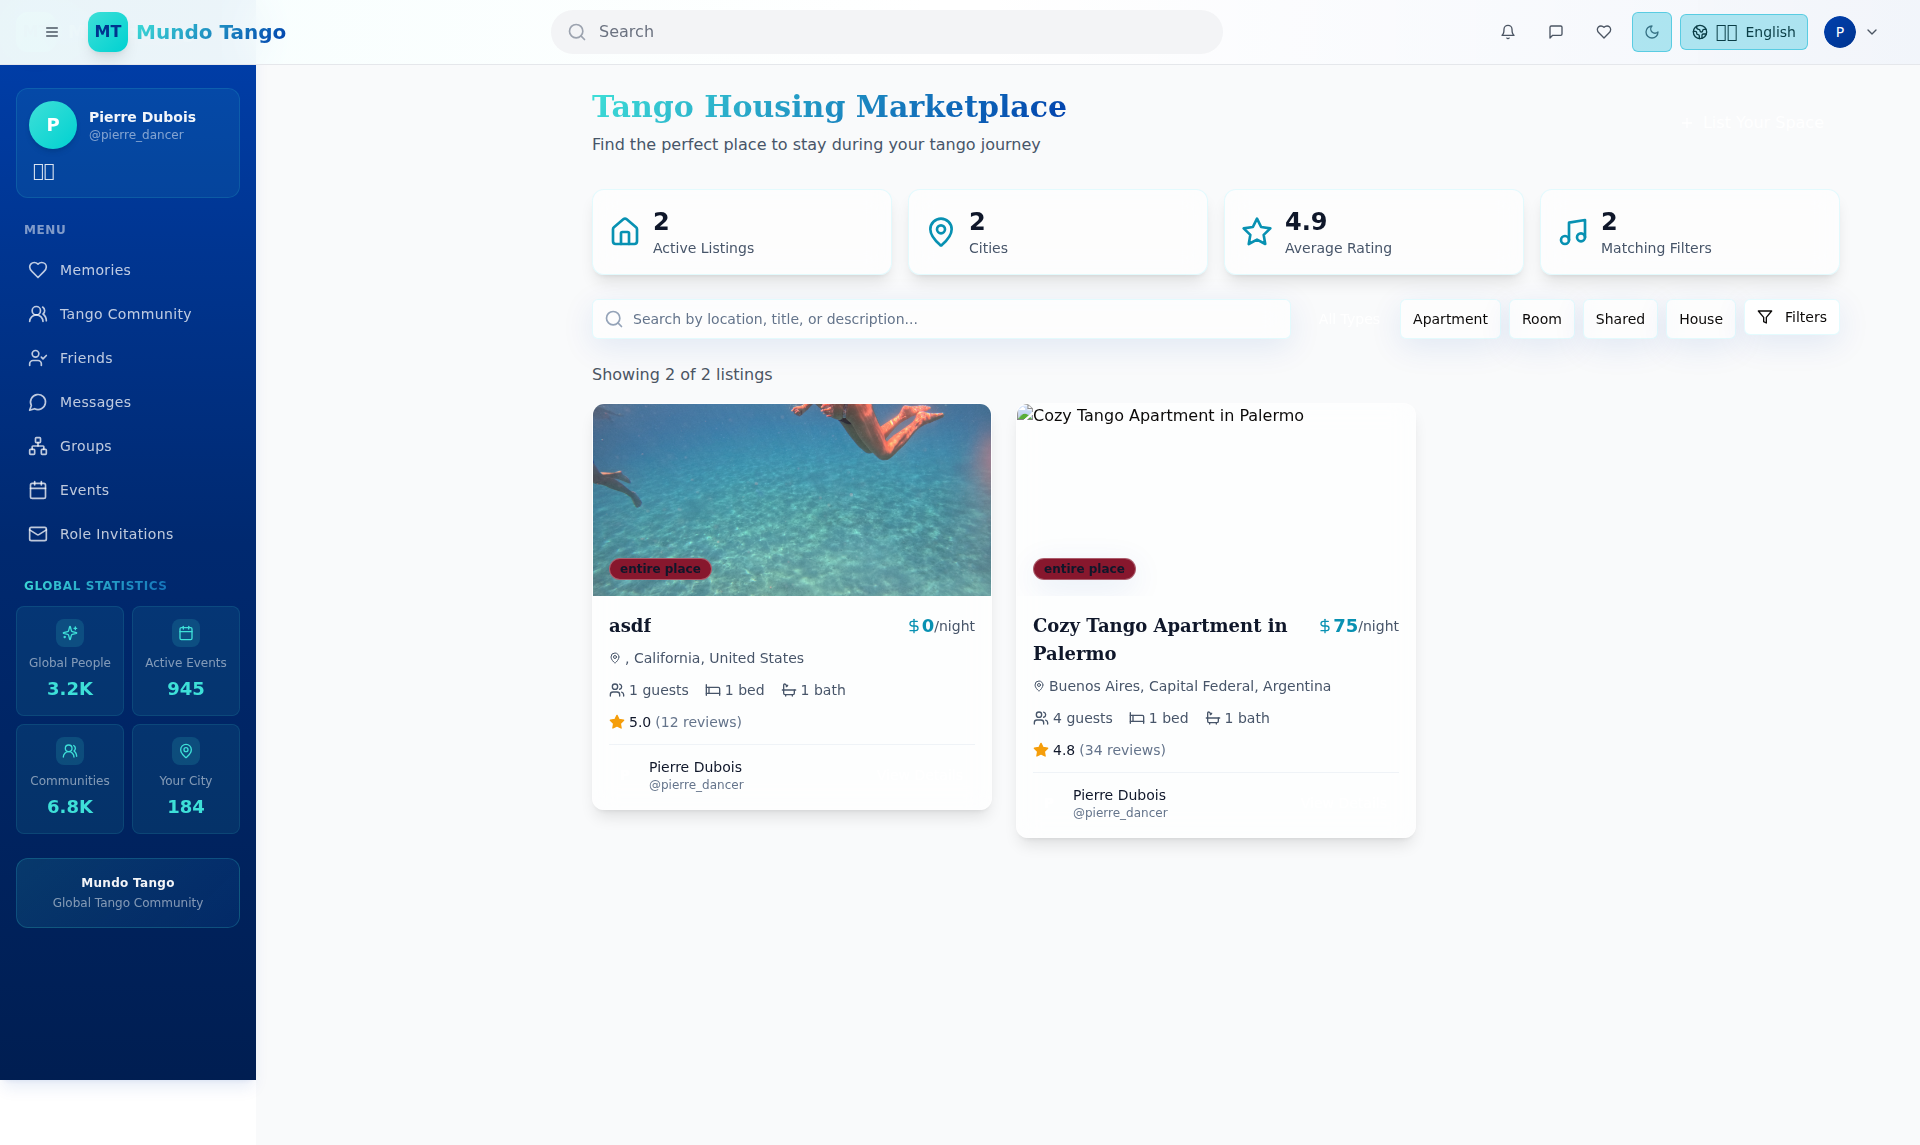 MT Mundo Tango
Search
English
P
P
Pierre Dubois
@pierre_dancer
MENU
Memories
Tango Community
Friends
Messages
Groups
Events
Role Invitations
GLOBAL STATISTICS
Global People
3.2K
Active Events
945
Communities
6.8K
Your City
184
Mundo Tango
Global Tango Community
Tango Housing Marketplace
Find the perfect place to stay during your tango journey
+ List Your Space
2
Active Listings
2
Cities
4.9
Average Rating
2
Matching Filters
Search by location, title, or description...
All Types
Apartment
Room
Shared
House
Filters
Showing 2 of 2 listings
entire place
asdf
$0/night
, California, United States
1 guests 1 bed 1 bath
5.0 (12 reviews)
Pierre Dubois
@pierre_dancer
Cozy Tango Apartment in Palermo
entire place
Cozy Tango Apartment in
Palermo
$75/night
Buenos Aires, Capital Federal, Argentina
4 guests 1 bed 1 bath
4.8 (34 reviews)
Pierre Dubois
@pierre_dancer